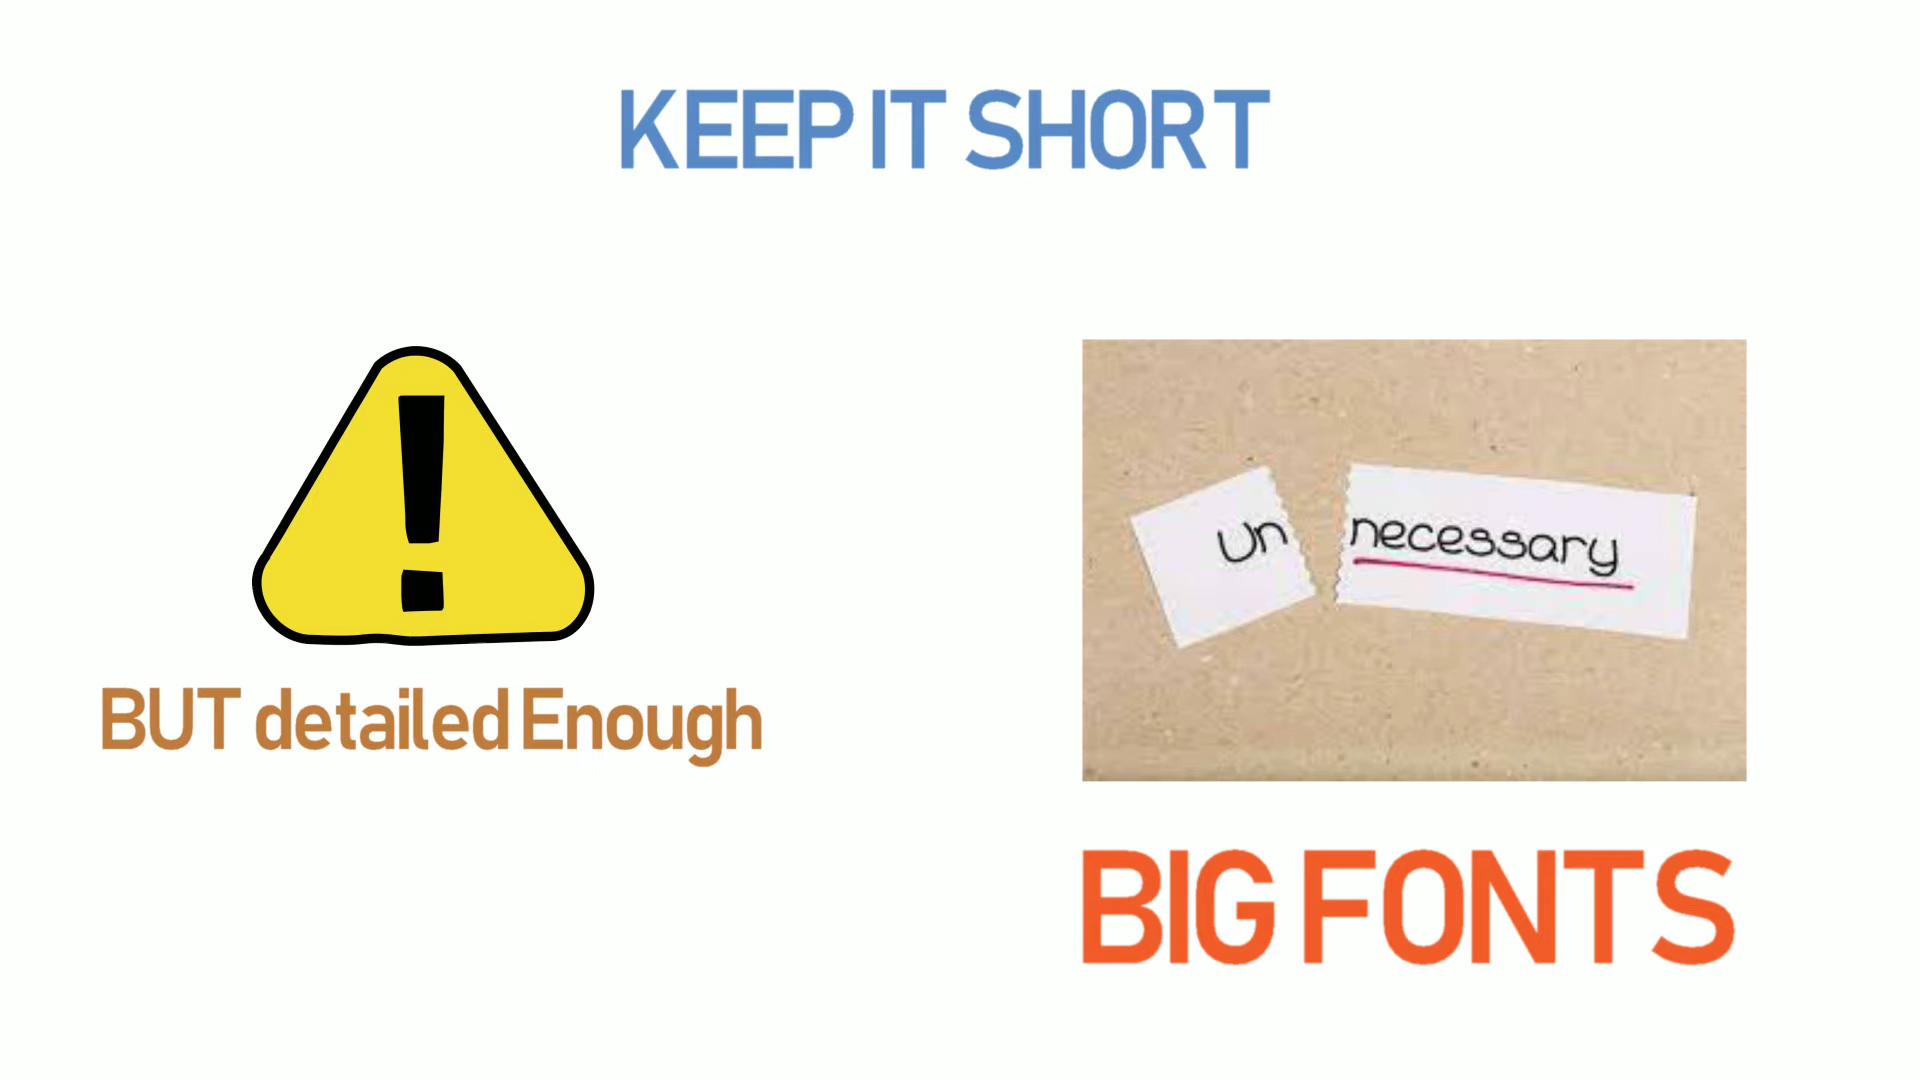 KEEP IT SHORT
!
BUT detailed Enough
Un necessary
BIG FONTS